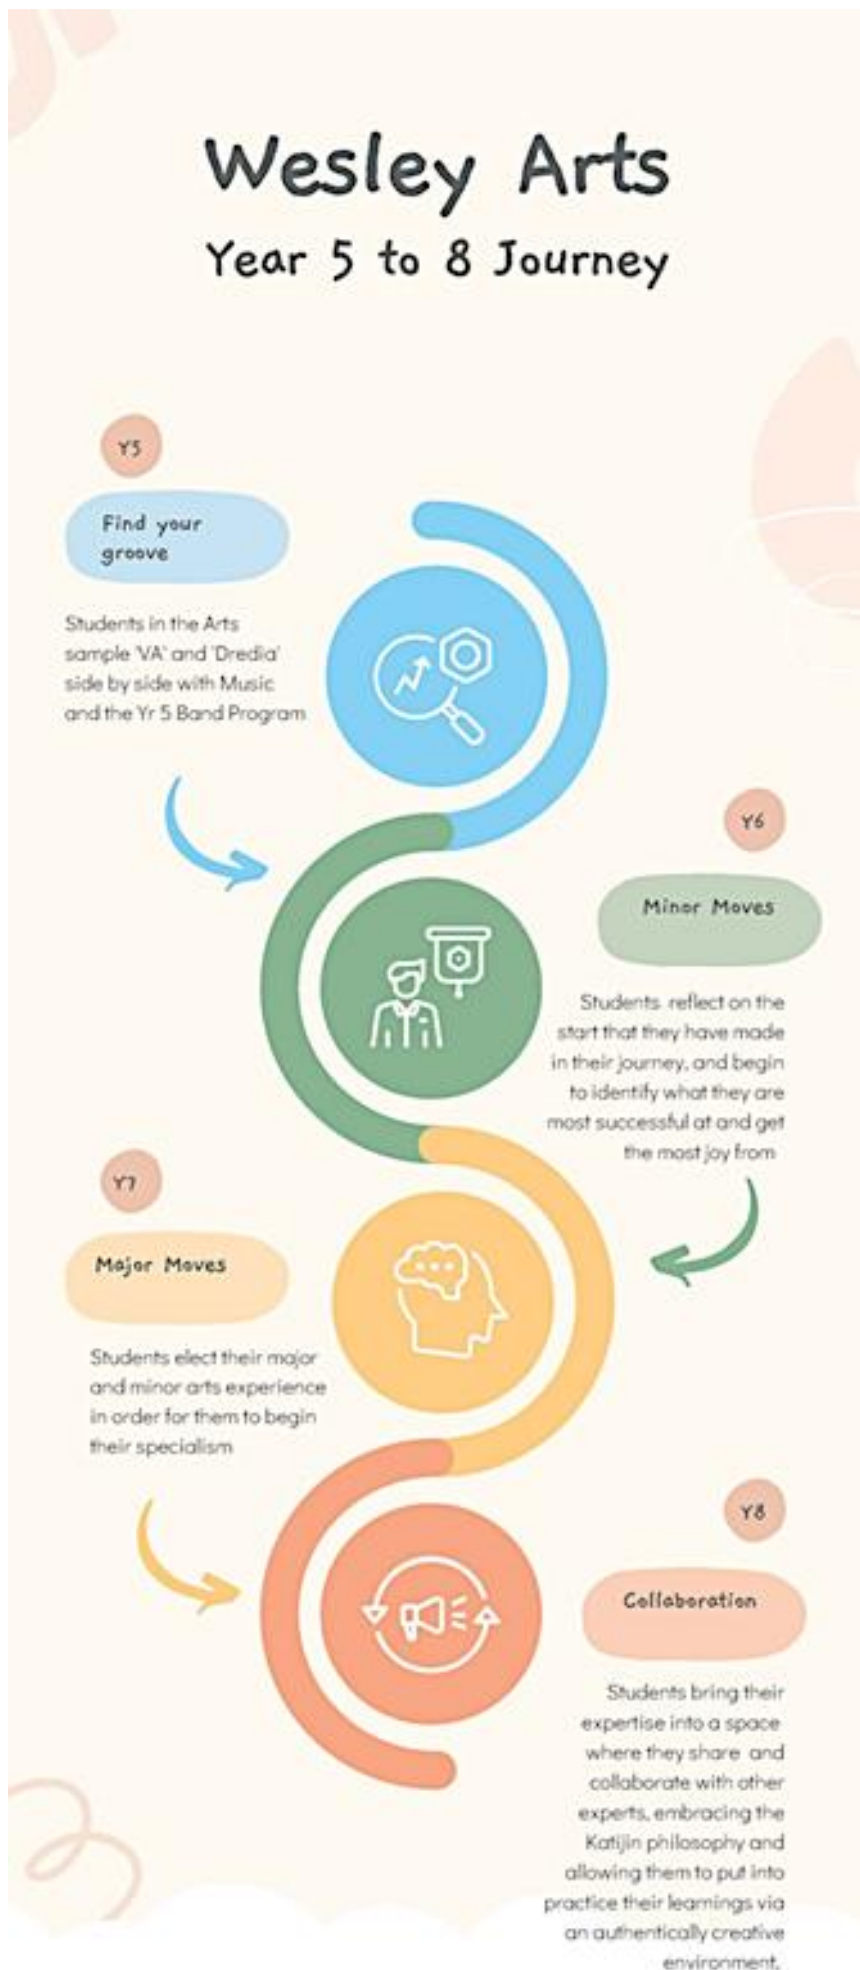 Wesley Arts
Year 5 to 8 Journey
Y5
Find your
groove
Students in the Arts
sample 'VA' and 'Dredia'
side by side with Music
and the Yr 5 Band Program
Y6
Minor Moves
Students reflect on the
start that they have made
in their journey, and begin
to identify what they are
most successful at and get
the most joy from
Y7
Major Moves
Students elect their major
and minor arts experience
in order for them to begin
their specialism
Y8
Collaboration
Students bring their
expertise into a space
where they share and
collaborate with other
experts, embracing the
Katijin philosophy and
allowing them to put into
practice their learnings via
an authentically creative
environment.